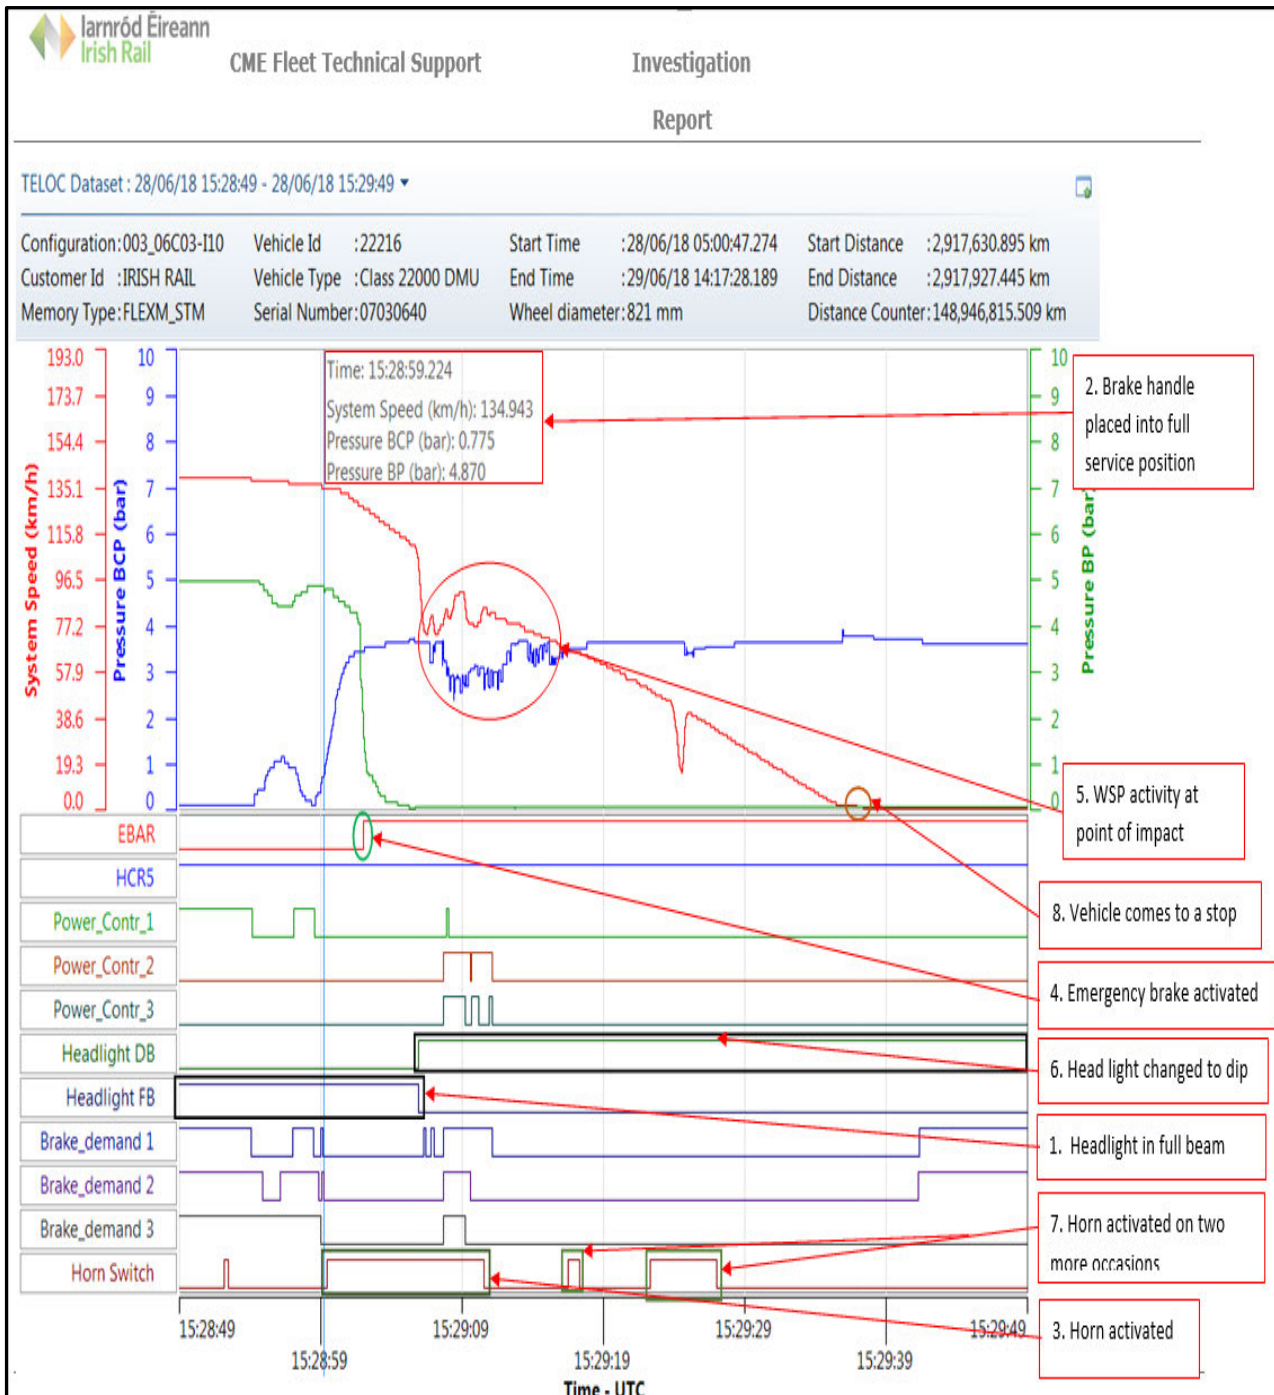 Iarnród Éireann
Irish Rail
CME Fleet Technical Support Investigation
Report
TELOC Dataset : 28/06/18 15:28:49 - 28/06/18 15:29:49
Configuration:003_06C03-I10 Vehicle Id :22216 Start Time :28/06/18 05:00:47.274 Start Distance :2,917,630.895 km
Customer Id :IRISH RAIL Vehicle Type :Class 22000 DMU End Time :29/06/18 14:17:28.189 End Distance :2,917,927.445 km
Memory Type:FLEXM_STM Serial Number:07030640 Wheel diameter:821 mm Distance Counter:148,946,815.509 km
System Speed (km/h)
193.0
173.7
154.4
135.1
115.8
96.5
77.2
57.9
38.6
19.3
0.0
Pressure BCP (bar)
10
9
8
7
6
5
4
3
2
1
0
Time: 15:28:59.224
System Speed (km/h): 134.943
Pressure BCP (bar): 0.775
Pressure BP (bar): 4.870
10
9
8
7
6
5
4
3
2
1
0
Pressure BP (bar)
2. Brake handle
placed into full
service position
5. WSP activity at
point of impact
8. Vehicle comes to a stop
4. Emergency brake activated
6. Head light changed to dip
1. Headlight in full beam
7. Horn activated on two
more occasions
3. Horn activated
EBAR
HCR5
Power_Contr_1
Power_Contr_2
Power_Contr_3
Headlight DB
Headlight FB
Brake_demand 1
Brake_demand 2
Brake_demand 3
Horn Switch
15:28:49 15:29:09 15:29:29 15:29:49
15:28:59 15:29:19 15:29:39
Time - UTC